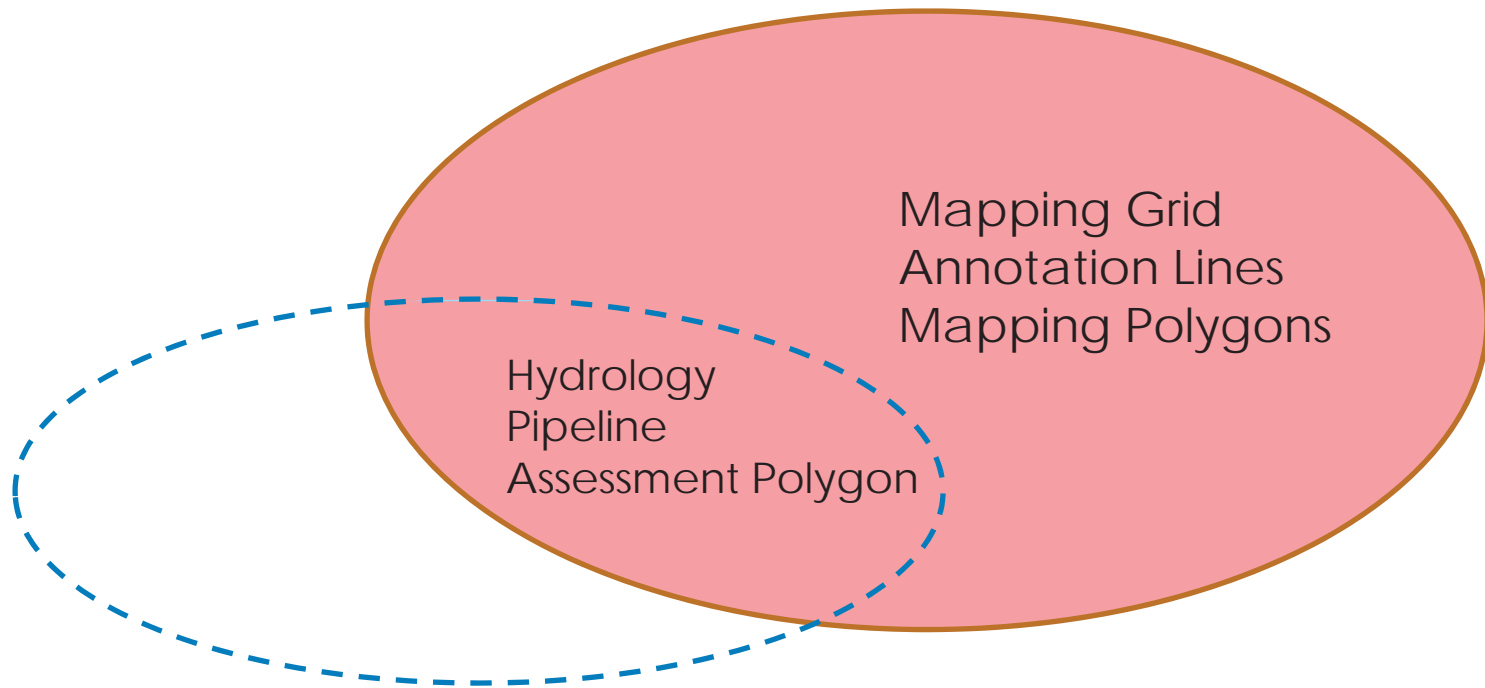 Mapping Grid
Annotation Lines
Mapping Polygons
Hydrology
Pipeline
Assessment Polygon